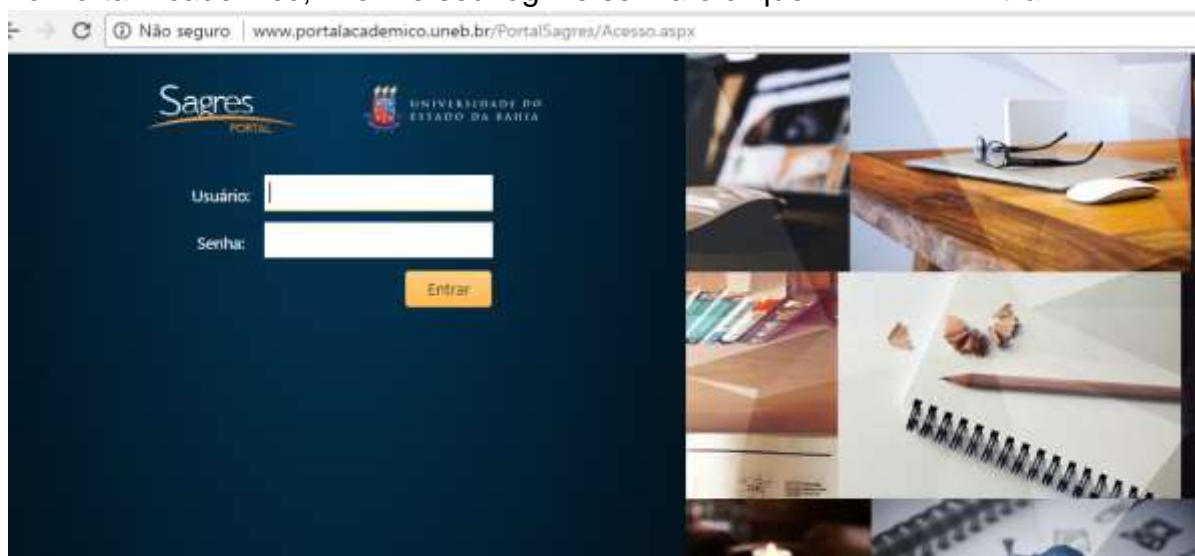 Não seguro | www.portalacademico.uneb.br/PortalSagres/Acesso.aspx
Sagres
PORTAL
UNIVERSIDADE DO
ESTADO DA BAHIA
Usuário:
Senha:
Entrar